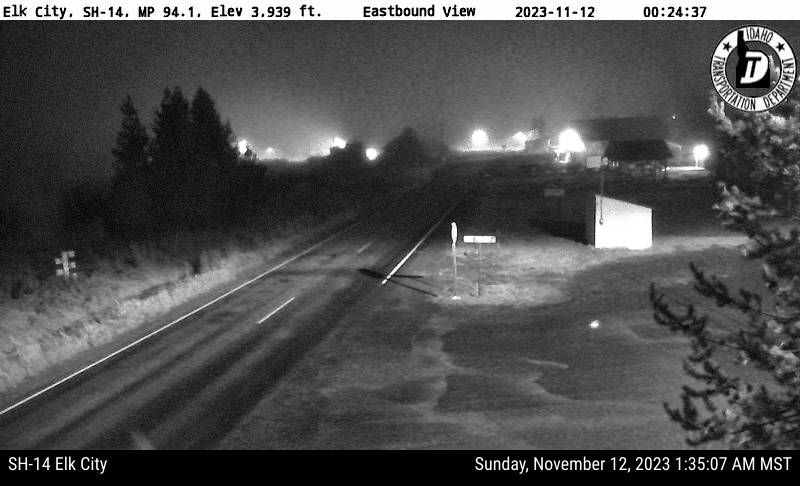 Elk City, SH-14, MP 94.1, Elev 3,939 ft. Eastbound View 2023-11-12 00:24:37
IDAHO
TRANSPORTATION DEPARTMENT
SH-14 Elk City Sunday, November 12, 2023 1:35:07 AM MST